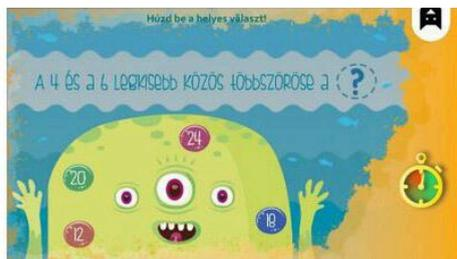 Húzd be a helyes választ!
A 4 és a 6 legkisebb közös többszöröse a ?
24
20
18
12